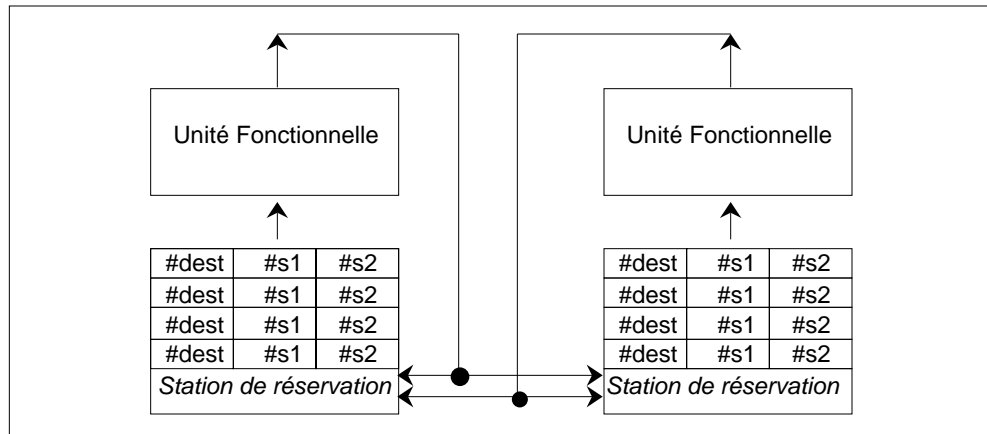 Unité Fonctionnelle Unité Fonctionnelle
#dest #s1 #s2 #dest #s1 #s2
#dest #s1 #s2 #dest #s1 #s2
#dest #s1 #s2 #dest #s1 #s2
#dest #s1 #s2 #dest #s1 #s2
Station de réservation Station de réservation